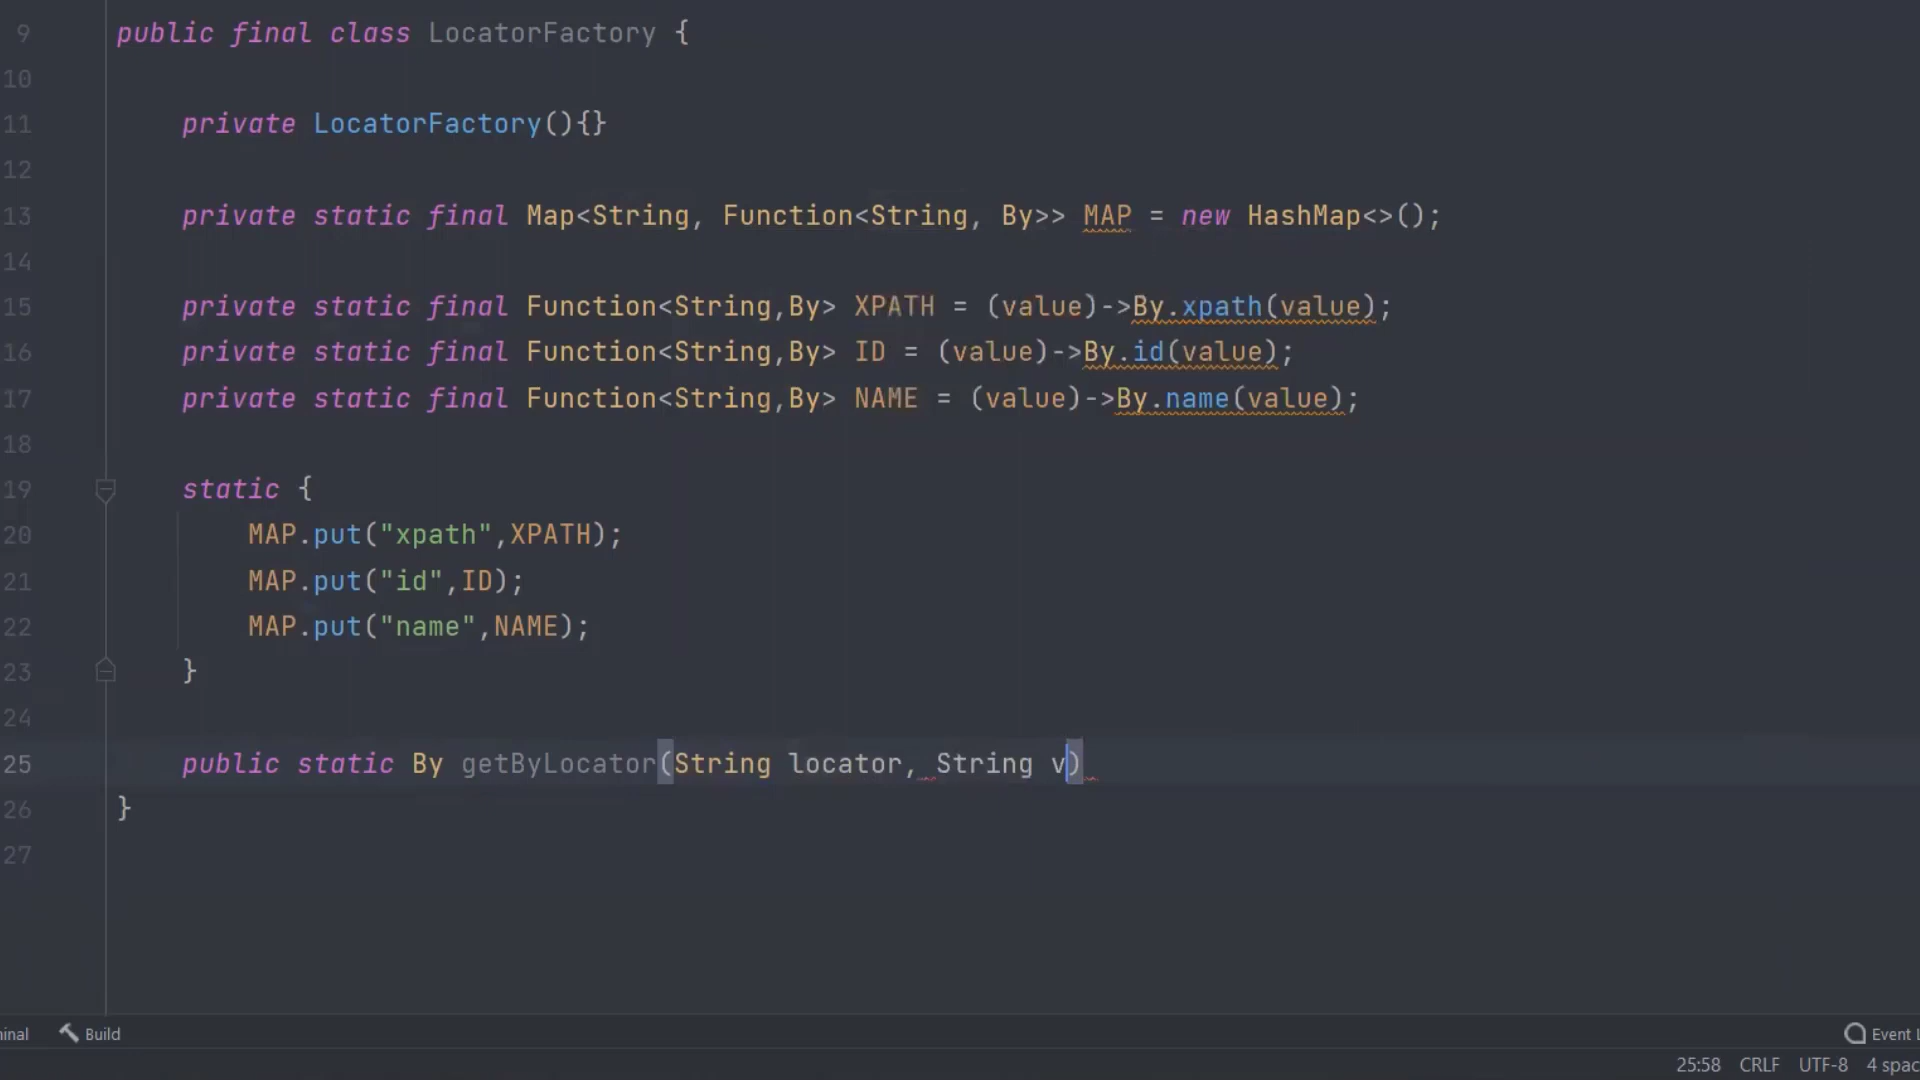 9 public final class LocatorFactory {
10
11 private LocatorFactory(){}
12
13 private static final Map<String, Function<String, By>> MAP = new HashMap<>();
14
15 private static final Function<String,By> XPATH = (value)->By.xpath(value);
16 private static final Function<String,By> ID = (value)->By.id(value);
17 private static final Function<String,By> NAME = (value)->By.name(value);
18
19 static {
20 MAP.put("xpath",XPATH);
21 MAP.put("id",ID);
22 MAP.put("name",NAME);
23 }
24
25 public static By getByLocator(String locator, String v)
26 }
27
inal Build Event L
25:58 CRLF UTF-8 4 spac